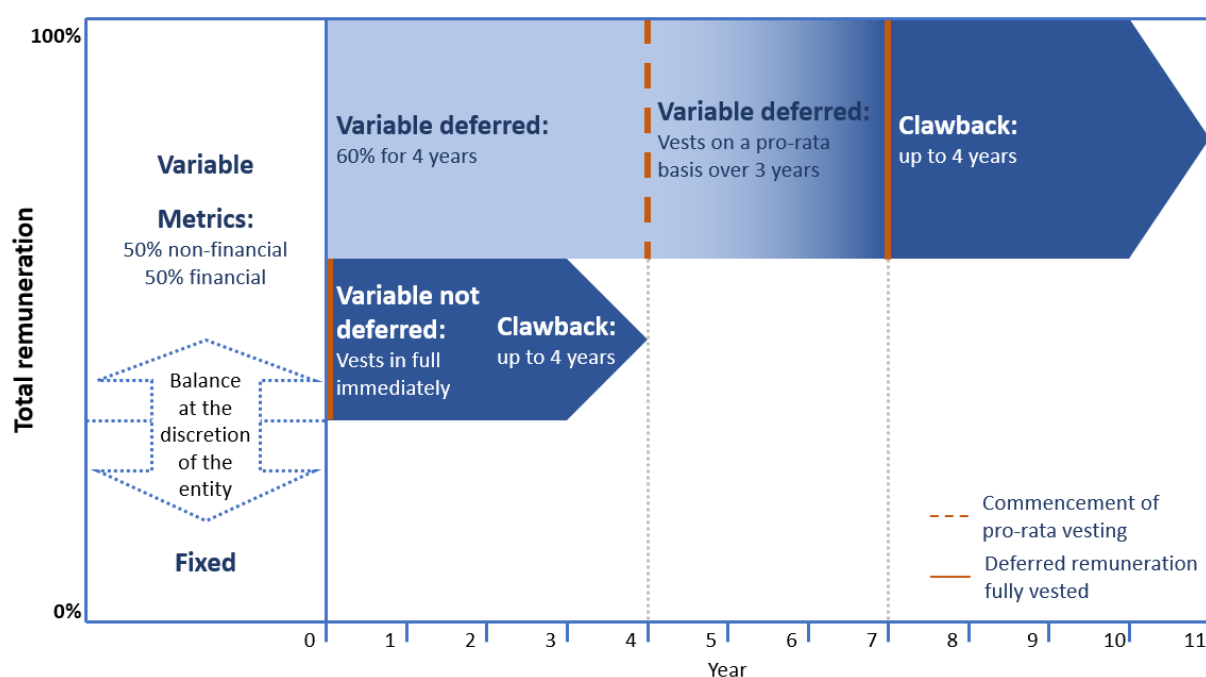 100%
Total remuneration
0%
Variable
Metrics:
50% non-financial
50% financial
Balance
at the
discretion
of the
entity
Fixed
Variable deferred:
60% for 4 years
Variable deferred:
Vests on a pro-rata
basis over 3 years
Clawback:
up to 4 years
Variable not
deferred:
Vests in full
immediately
Clawback:
up to 4 years
Commencement of
pro-rata vesting
Deferred remuneration
fully vested
0 1 2 3 4 5 6 7 8 9 10 11
Year